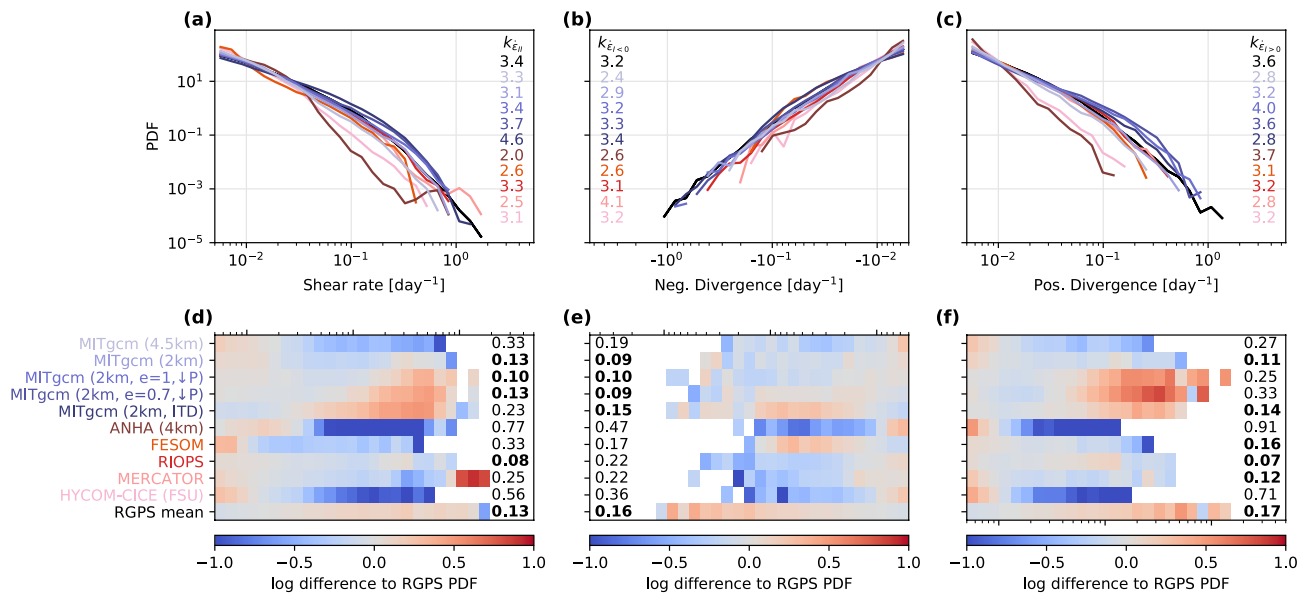 (a)
(b)
(c)
PDF
10¹
10⁻¹
10⁻³
10⁻⁵
k_ε̇II
3.4
3.3
3.1
3.4
3.7
4.6
2.0
2.6
3.3
2.5
3.1
10⁻² 10⁻¹ 10⁰
Shear rate [day⁻¹]
k_ε̇I<0
3.2
2.4
2.9
3.2
3.3
3.4
2.6
2.6
3.1
4.1
3.2
-10⁰ -10⁻¹ -10⁻²
Neg. Divergence [day⁻¹]
k_ε̇I>0
3.6
2.8
3.2
4.0
3.6
2.8
3.7
3.1
3.2
2.8
3.2
10⁻² 10⁻¹ 10⁰
Pos. Divergence [day⁻¹]
(d)
(e)
(f)
MITgcm (4.5km) 0.33 0.19 0.27
MITgcm (2km) 0.13 0.09 0.11
MITgcm (2km, e=1,↓P) 0.10 0.10 0.25
MITgcm (2km, e=0.7,↓P) 0.13 0.09 0.33
MITgcm (2km, ITD) 0.23 0.15 0.14
ANHA (4km) 0.77 0.47 0.91
FESOM 0.33 0.17 0.16
RIOPS 0.08 0.22 0.07
MERCATOR 0.25 0.22 0.12
HYCOM-CICE (FSU) 0.56 0.36 0.71
RGPS mean 0.13 0.16 0.17
−1.0 −0.5 0.0 0.5 1.0
log difference to RGPS PDF
−1.0 −0.5 0.0 0.5 1.0
log difference to RGPS PDF
−1.0 −0.5 0.0 0.5 1.0
log difference to RGPS PDF